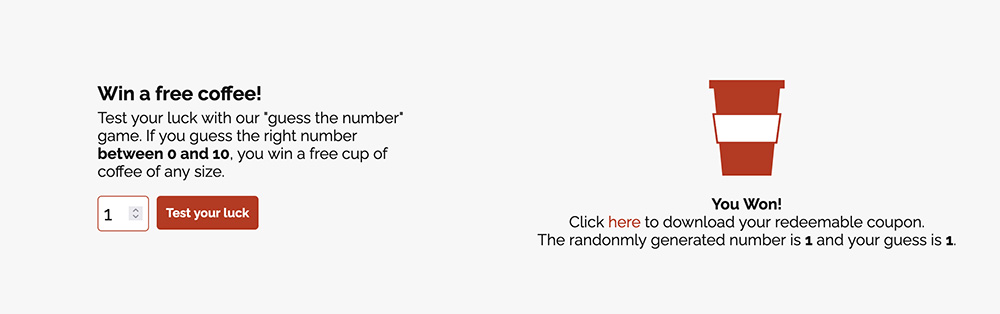 Win a free coffee!
Test your luck with our "guess the number"
game. If you guess the right number
between 0 and 10, you win a free cup of
coffee of any size.
1
Test your luck
You Won!
Click here to download your redeemable coupon.
The randonmly generated number is 1 and your guess is 1.